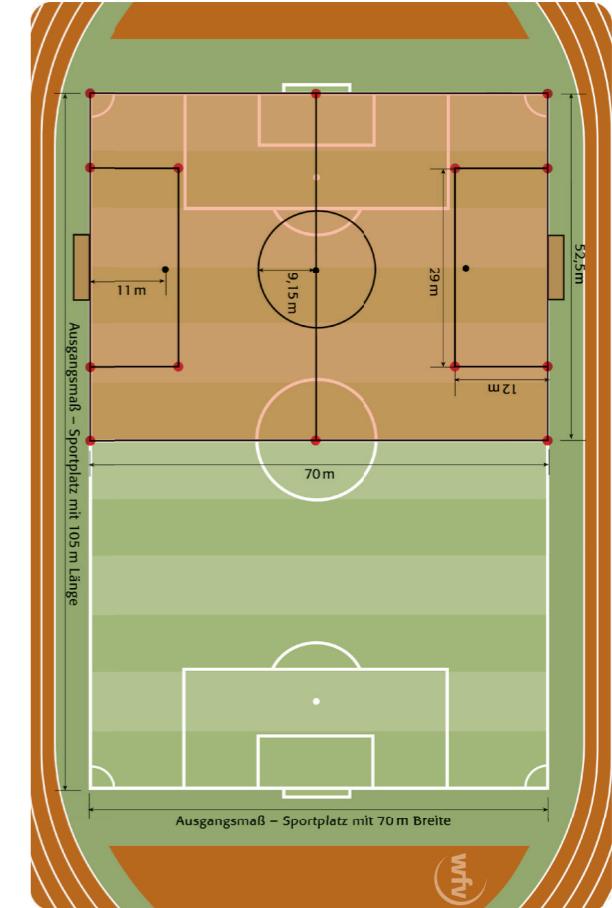 52,5 m
9,15 m
29 m
11 m
12 m
70 m
Ausgangsmaß – Sportplatz mit 105 m Länge
Ausgangsmaß – Sportplatz mit 70 m Breite
wfv